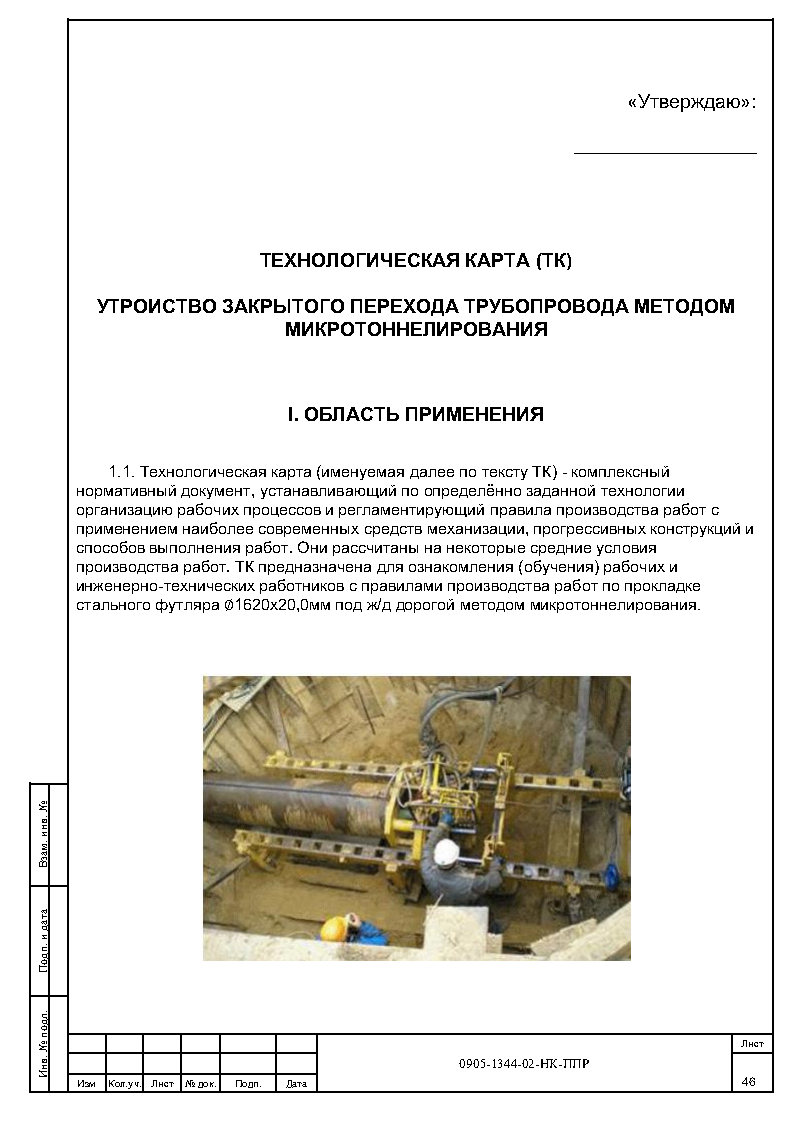 «Утверждаю»:
ТЕХНОЛОГИЧЕСКАЯ КАРТА (ТК)
УТРОИСТВО ЗАКРЫТОГО ПЕРЕХОДА ТРУБОПРОВОДА МЕТОДОМ
МИКРОТОННЕЛИРОВАНИЯ
I. ОБЛАСТЬ ПРИМЕНЕНИЯ
1.1. Технологическая карта (именуемая далее по тексту ТК) - комплексный
нормативный документ, устанавливающий по определённо заданной технологии
организацию рабочих процессов и регламентирующий правила производства работ с
применением наиболее современных средств механизации, прогрессивных конструкций и
способов выполнения работ. Они рассчитаны на некоторые средние условия
производства работ. ТК предназначена для ознакомления (обучения) рабочих и
инженерно-технических работников с правилами производства работ по прокладке
стального футляра ∅1620х20,0мм под ж/д дорогой методом микротоннелирования.
Взам. инв. №
Подп. и дата
Инв. № подл.
Изм Кол.уч. Лист № док. Подп. Дата
0905-1344-02-НК-ППР
Лист
46